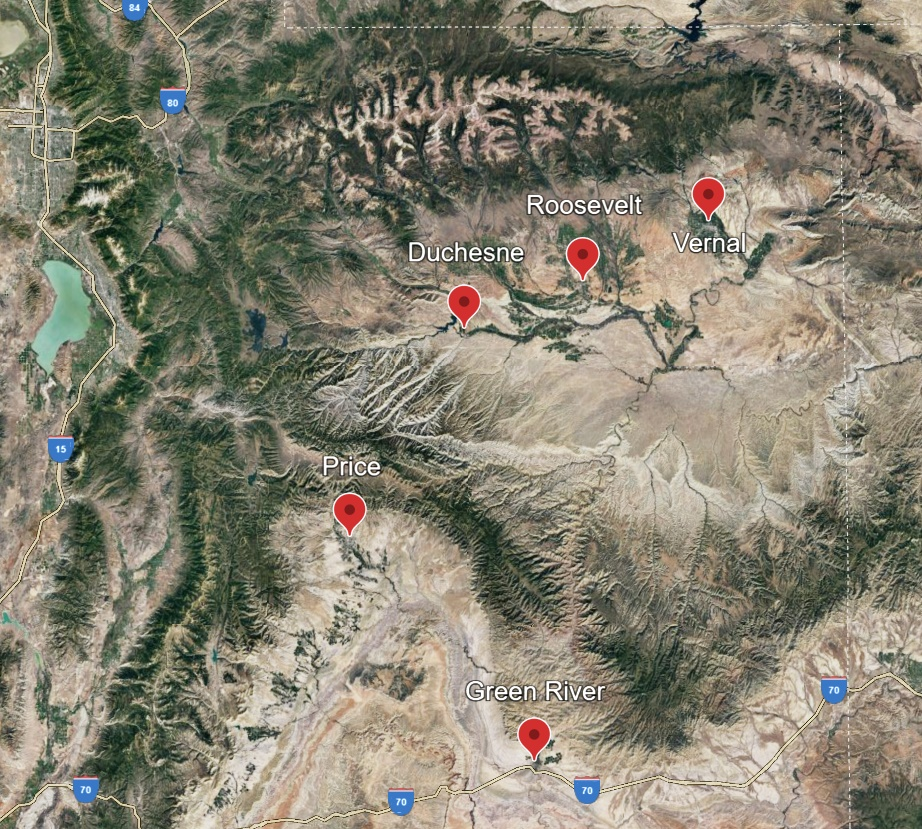 84
80
Roosevelt
Vernal
Duchesne
15
Price
Green River
70
70
70
70